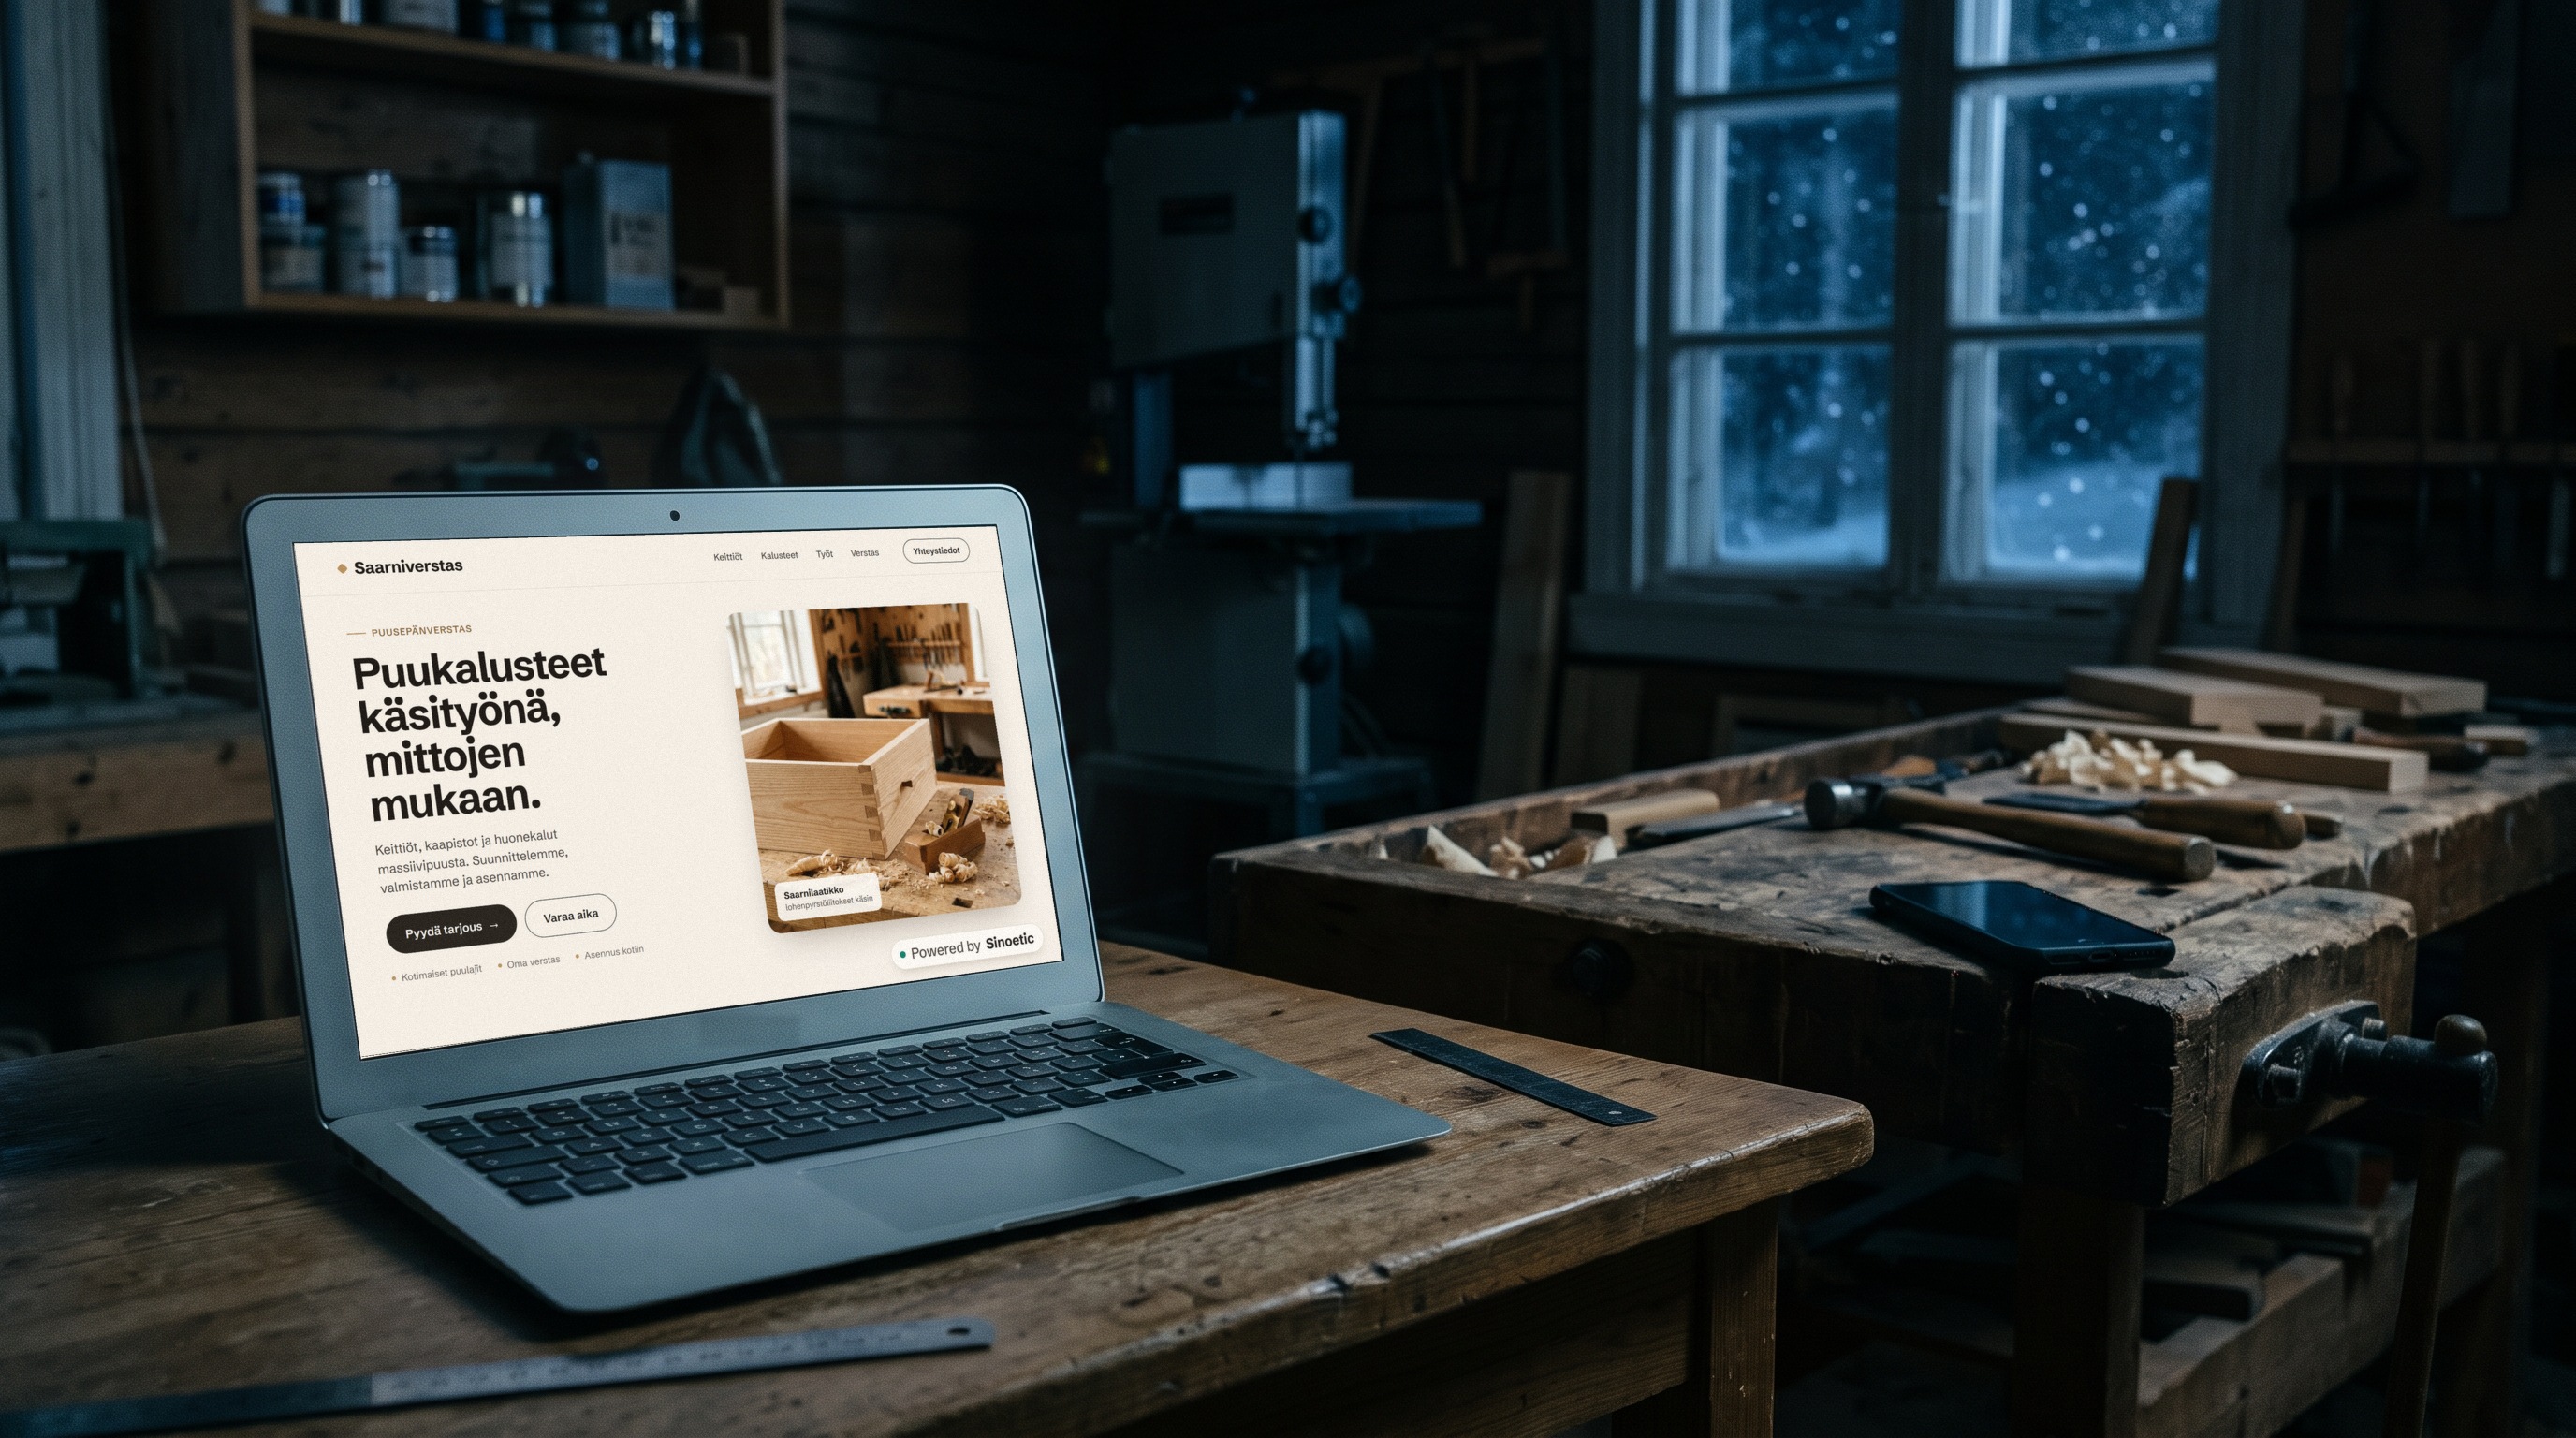 Saarniverstas
Keittiöt Kalusteet Työt Verstas Yhteystiedot
PUUSEPÄNVERSTAS
Puukalusteet
käsityönä,
mittojen
mukaan.
Keittiöt, kaapistot ja huonekalut
massiivipuusta. Suunnittelemme,
valmistamme ja asennamme.
Pyydä tarjous →
Varaa aika
• Kotimaiset puulajit • Oma verstas • Asennus kotiin
Saarnilaatikko
lohenpyrstöliitokset käsin
Powered by Sinoetic